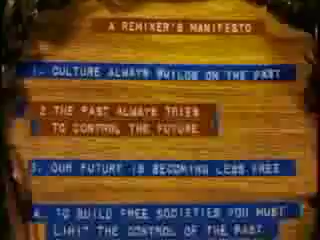 A REMIXER'S MANIFESTO
1. CULTURE ALWAYS BUILDS ON THE PAST
2 THE PAST ALWAYS TRIES
TO CONTROL THE FUTURE
3. OUR FUTURE IS BECOMING LESS FREE
4. TO BUILD FREE SOCIETIES YOU MUST
LIMIT THE CONTROL OF THE PAST